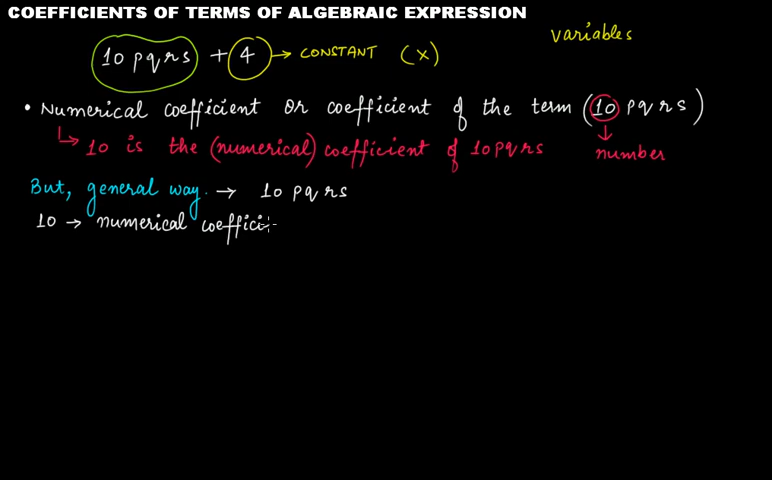 COEFFICIENTS OF TERMS OF ALGEBRAIC EXPRESSION
variables
10 pqrs + 4 → CONSTANT (X)
• Numerical coefficient or coefficient of the term (10 pqrs)
↳ 10 is the (numerical) coefficient of 10pqrs
↓
number
But, general way. → 10 pqrs
10 → numerical coeffici